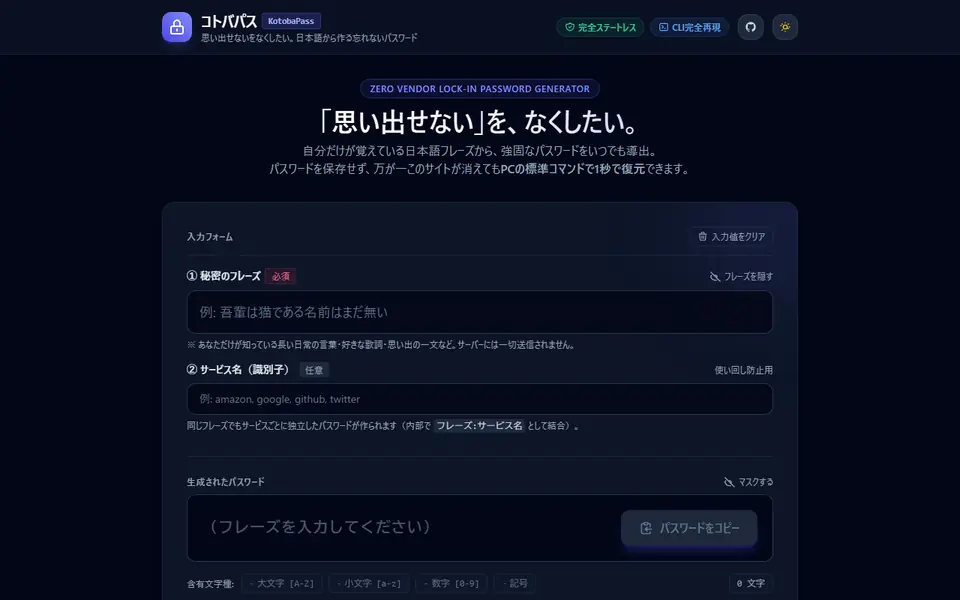 コトバパス KotobaPass
思い出せないをなくしたい。日本語から作る忘れないパスワード
完全ステートレス
CLI完全再現
ZERO VENDOR LOCK-IN PASSWORD GENERATOR
「思い出せない」を、なくしたい。
自分だけが覚えている日本語フレーズから、強固なパスワードをいつでも導出。
パスワードを保存せず、万が一このサイトが消えてもPCの標準コマンドで1秒で復元できます。
入力フォーム
入力値をクリア
① 秘密のフレーズ 必須
フレーズを隠す
例: 吾輩は猫である名前はまだ無い
※ あなただけが知っている長い日常の言葉・好きな歌詞・思い出の一文など。サーバーには一切送信されません。
② サービス名（識別子） 任意
使い回し防止用
例: amazon, google, github, twitter
同じフレーズでもサービスごとに独立したパスワードが作られます（内部で フレーズ:サービス名 として結合）。
生成されたパスワード
マスクする
（フレーズを入力してください）
パスワードをコピー
含有文字種: - 大文字 [A-Z] - 小文字 [a-z] - 数字 [0-9] - 記号
0 文字